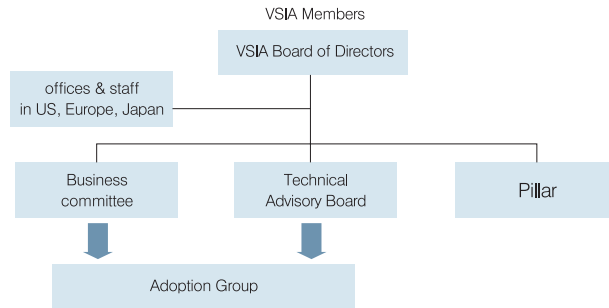 VSIA Members
VSIA Board of Directors
offices & staff
in US, Europe, Japan
Business
committee
Technical
Advisory Board
Pillar
Adoption Group